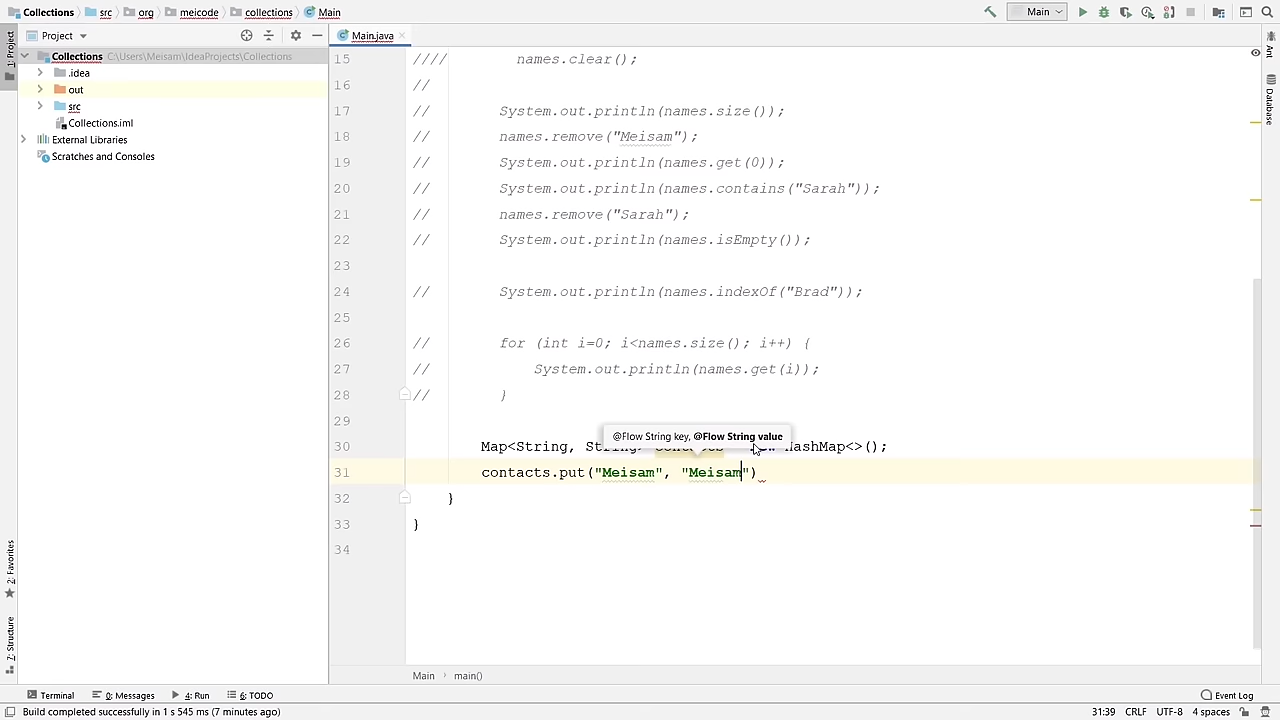 Collections src org meicode collections Main
Main
1: Project
Project
Main.java
Collections C:\Users\Meisam\IdeaProjects\Collections
.idea
out
src
Collections.iml
External Libraries
Scratches and Consoles
15 //// names.clear();
16 //
17 // System.out.println(names.size());
18 // names.remove("Meisam");
19 // System.out.println(names.get(0));
20 // System.out.println(names.contains("Sarah"));
21 // names.remove("Sarah");
22 // System.out.println(names.isEmpty());
23
24 // System.out.println(names.indexOf("Brad"));
25
26 // for (int i=0; i<names.size(); i++) {
27 // System.out.println(names.get(i));
28 // }
29
@Flow String key, @Flow String value
30 Map<String, String> contacts = new HashMap<>();
31 contacts.put("Meisam", "Meisam")
32 }
33 }
34
Ant
Database
2: Favorites
7: Structure
Main main()
Terminal 0: Messages 4: Run 6: TODO
Event Log
Build completed successfully in 1 s 545 ms (7 minutes ago)
31:39 CRLF UTF-8 4 spaces